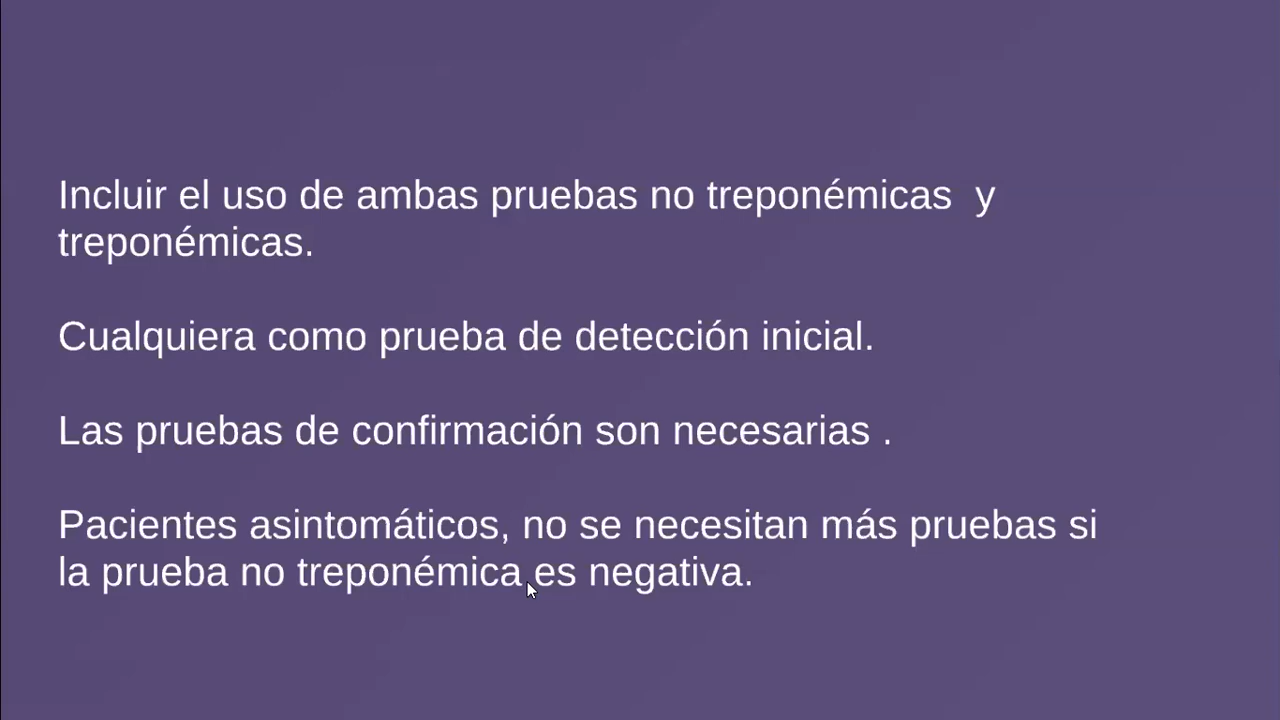 Incluir el uso de ambas pruebas no treponémicas  y
treponémicas.
Cualquiera como prueba de detección inicial.
Las pruebas de confirmación son necesarias .
Pacientes asintomáticos, no se necesitan más pruebas si
la prueba no treponémica es negativa.